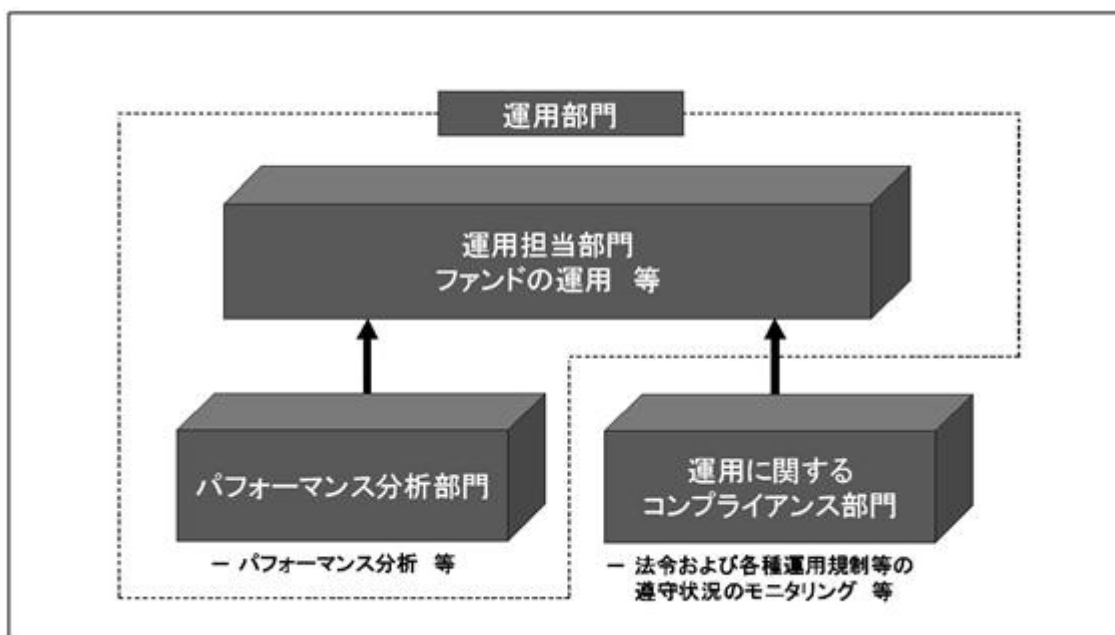 運用部門
運用担当部門
ファンドの運用　等
パフォーマンス分析部門
－ パフォーマンス分析　等
運用に関する
コンプライアンス部門
－ 法令および各種運用規制等の
遵守状況のモニタリング　等